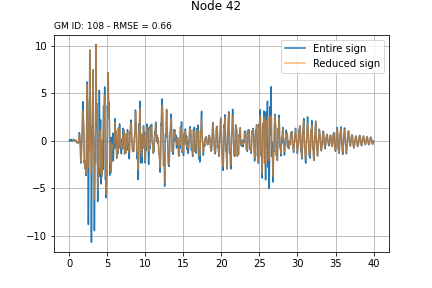 Node 42
GM ID: 108 - RMSE = 0.66
Entire sign
Reduced sign
10
5
0
−5
−10
0 5 10 15 20 25 30 35 40